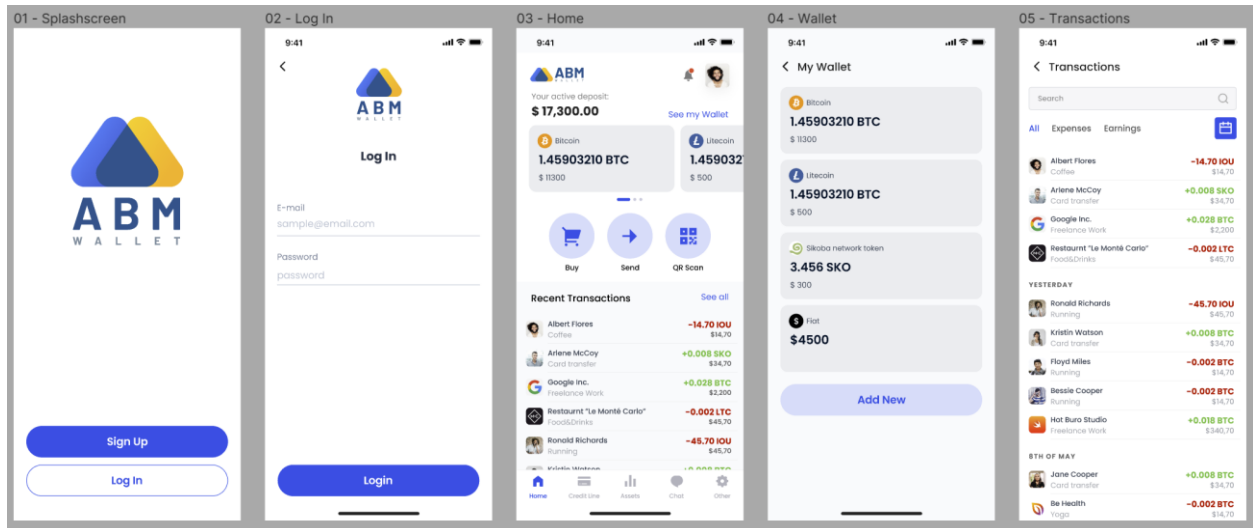 01 - Splashscreen
ABM
WALLET
Sign Up
Log In
02 - Log In
9:41
ABM
WALLET
Log In
E-mail
sample@email.com
Password
password
Login
03 - Home
9:41
ABM
Your active deposit:
$ 17,300.00
See my Wallet
Bitcoin
1.45903210 BTC
$ 11300
Litecoin
1.459032
$ 500
Buy
Send
QR Scan
Recent Transactions
See all
Albert Flores
-14.70 IOU
Coffee
$14,70
Arlene McCoy
+0.008 SKO
Card transfer
$34,70
Google Inc.
+0.028 BTC
Freelance Work
$2,200
Restaurnt "Le Monté Carlo"
-0.002 LTC
Food&Drinks
$45,70
Ronald Richards
-45.70 IOU
Running
$45,70
Kristin Watson
+0.008 BTC
Home
Credit Line
Assets
Chat
Other
04 - Wallet
9:41
My Wallet
Bitcoin
1.45903210 BTC
$ 11300
Litecoin
1.45903210 BTC
$ 500
Sikoba network token
3.456 SKO
$ 300
Fiat
$4500
Add New
05 - Transactions
9:41
Transactions
Search
All Expenses Earnings
Albert Flores
-14.70 IOU
Coffee
$14,70
Arlene McCoy
+0.008 SKO
Card transfer
$34,70
Google Inc.
+0.028 BTC
Freelance Work
$2,200
Restaurnt "Le Monté Carlo"
-0.002 LTC
Food&Drinks
$45,70
YESTERDAY
Ronald Richards
-45.70 IOU
Running
$45,70
Kristin Watson
+0.008 BTC
Card transfer
$34,70
Floyd Miles
-0.002 BTC
Running
$14,70
Bessie Cooper
-0.002 BTC
Running
$14,70
Hot Buro Studio
+0.018 BTC
Freelance Work
$340,70
8TH OF MAY
Jane Cooper
+0.008 BTC
Card transfer
$34,70
Be Health
-0.002 BTC
Yoga
$14,70